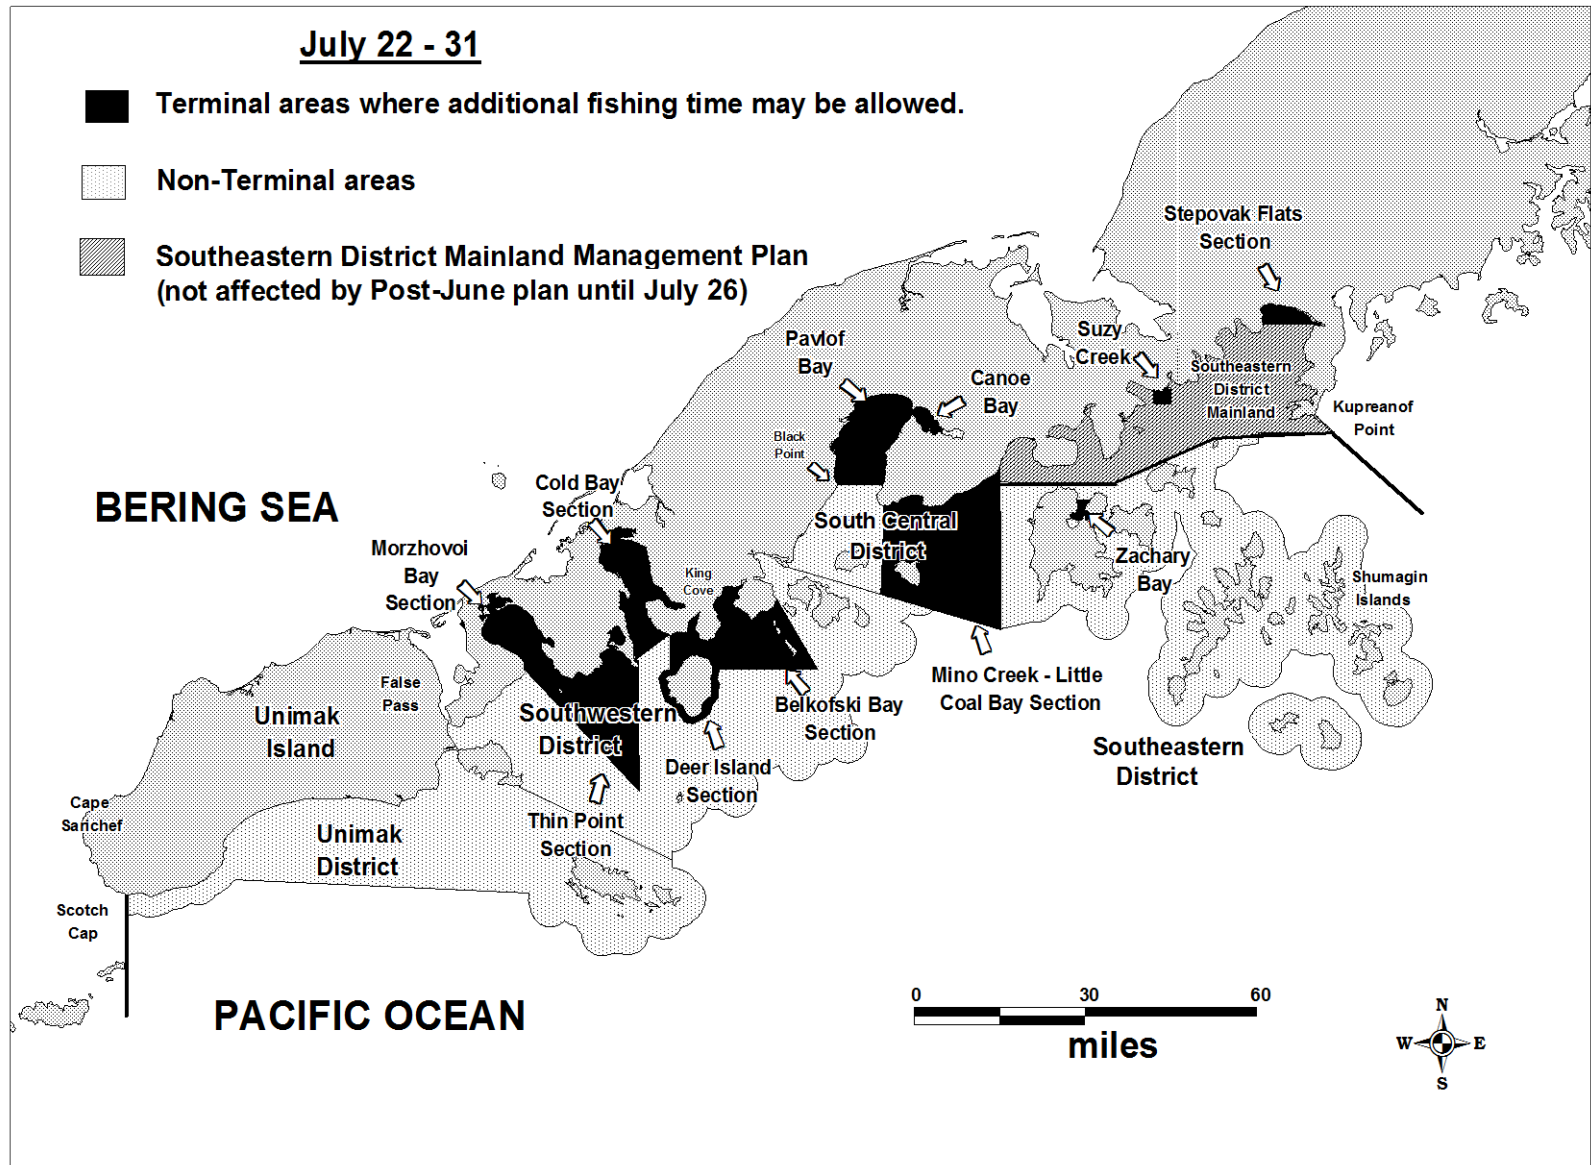 July 22 - 31
Terminal areas where additional fishing time may be allowed.
Non-Terminal areas
Southeastern District Mainland Management Plan
(not affected by Post-June plan until July 26)
Stepovak Flats
Section
Suzy
Creek
Southeastern
District
Mainland
Kupreanof
Point
Pavlof
Bay
Canoe
Bay
Black
Point
Cold Bay
Section
BERING SEA
Morzhovoi
Bay
Section
South Central
District
King
Cove
Zachary
Bay
Shumagin
Islands
Mino Creek - Little
Coal Bay Section
Belkofski Bay
Section
Southeastern
District
False
Pass
Unimak
Island
Southwestern
District
Deer Island
Section
Thin Point
Section
Cape
Sarichef
Unimak
District
Scotch
Cap
PACIFIC OCEAN
0 30 60
miles
N
W E
S